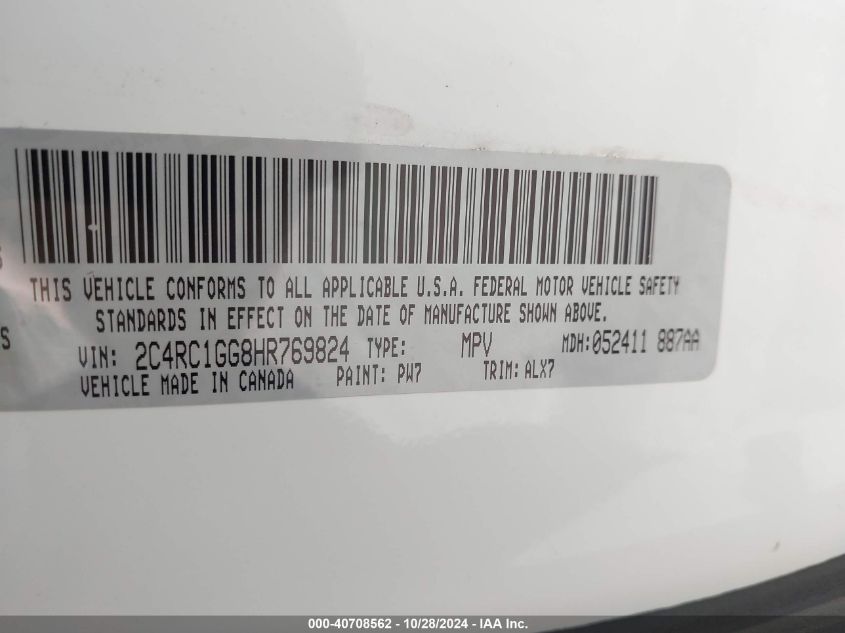 S
THIS VEHICLE CONFORMS TO ALL APPLICABLE U.S.A. FEDERAL MOTOR VEHICLE SAFETY
STANDARDS IN EFFECT ON THE DATE OF MANUFACTURE SHOWN ABOVE.
S
VIN: 2C4RC1GG8HR769824 TYPE: MPV MDH:052411 887AA
VEHICLE MADE IN CANADA PAINT: PW7 TRIM: ALX7
000-40708562 - 10/28/2024 - IAA Inc.